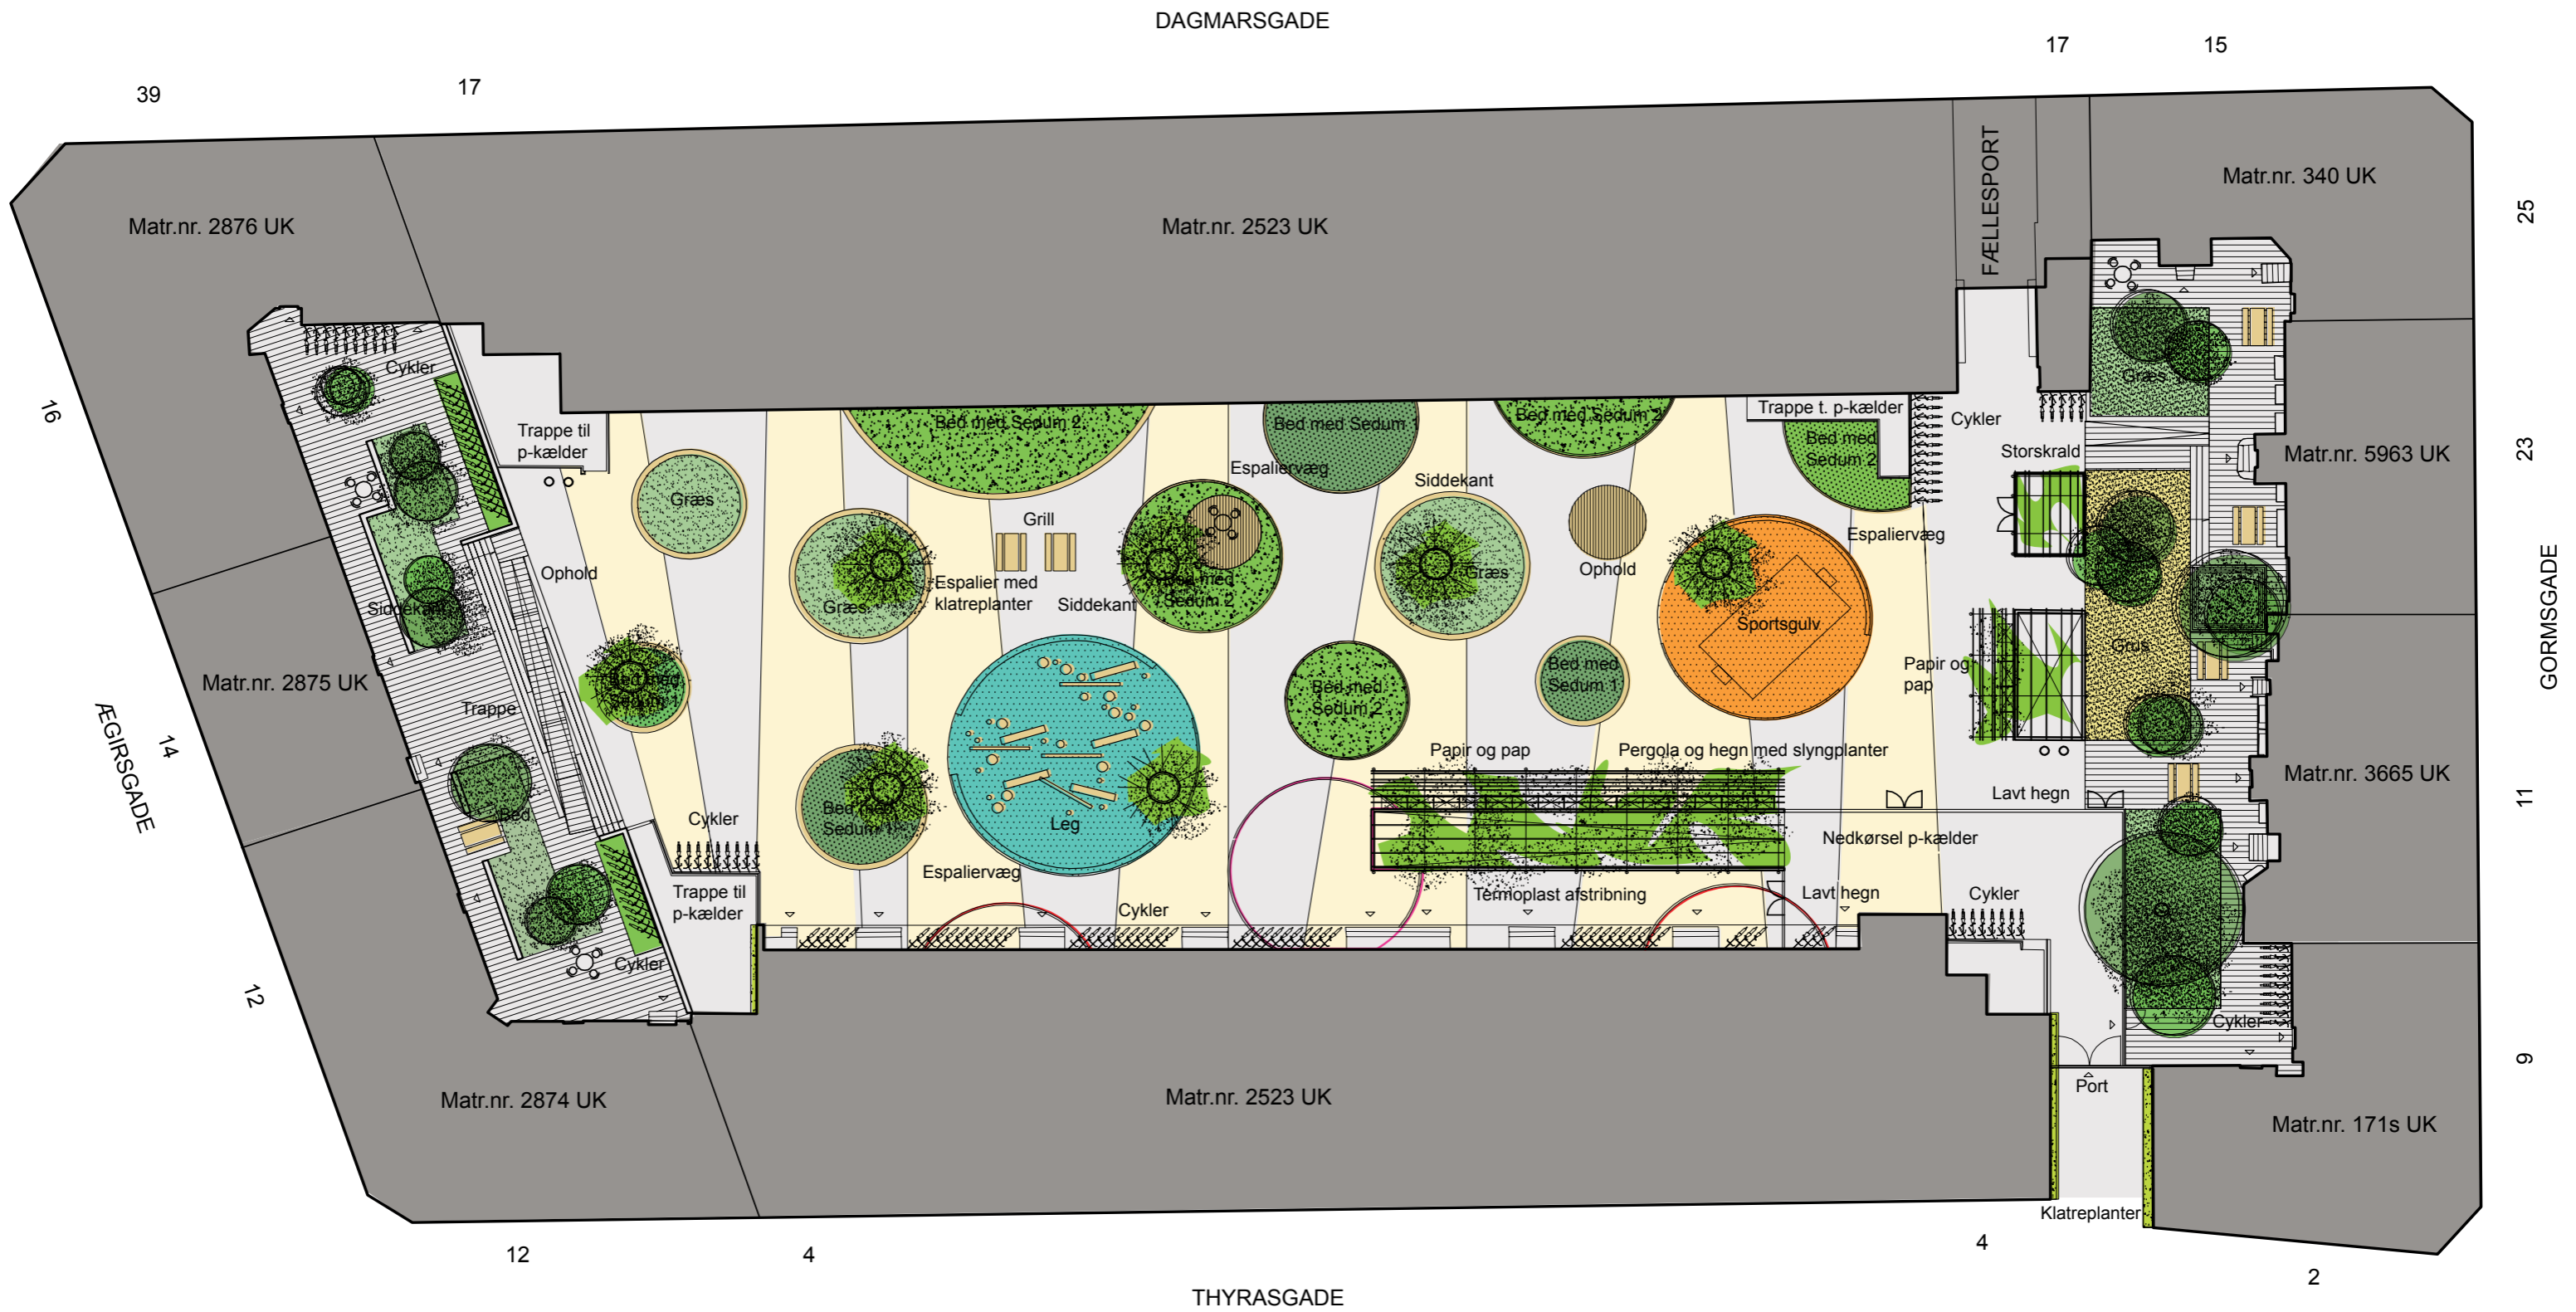 DAGMARSGADE
39
17
17
15
Matr.nr. 2876 UK
Matr.nr. 2523 UK
FÆLLESPORT
Matr.nr. 340 UK
25
16
Cykler
Trappe til
p-kælder
Bed med Sedum 2
Bed med Sedum 1
Bed med Sedum 2
Trappe t. p-kælder
Bed med
Sedum 2
Cykler
Græs
Storskrald
Matr.nr. 5963 UK
23
Espaliervæg
Siddekant
Græs
Grill
Espaliervæg
Ophold
Espalier med
klatreplanter
Siddekant
Græs
Bed med
Sedum 2
Græs
Ophold
Sportsgulv
GORMSGADE
Siddekant
Matr.nr. 2875 UK
Trappe
Bed med
Sedum
Bed med
Sedum 2
Bed med
Sedum 1
Papir og
pap
Grus
ÆGIRSGADE
14
Papir og pap
Pergola og hegn med slyngplanter
Matr.nr. 3665 UK
11
Lavt hegn
Bed
Cykler
Bed med
Sedum 1
Leg
Nedkørsel p-kælder
Espaliervæg
Trappe til
p-kælder
Cykler
Termoplast afstribning
Lavt hegn
Cykler
12
Cykler
Cykler
9
Port
Matr.nr. 2874 UK
Matr.nr. 2523 UK
Matr.nr. 171s UK
Klatreplanter
12
4
4
2
THYRASGADE